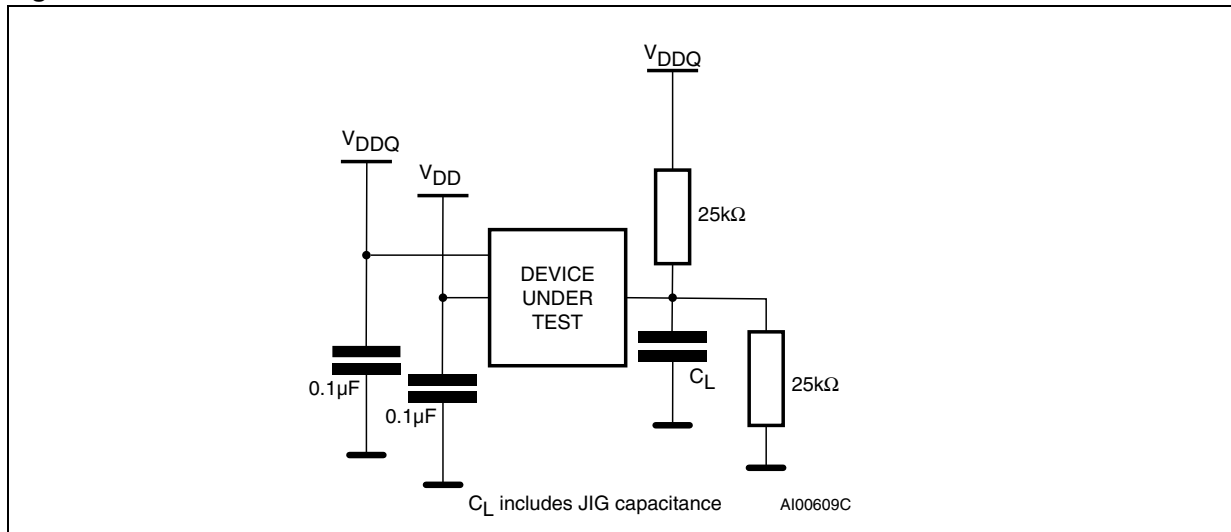 VDDQ
VDDQ
VDD
25kΩ
DEVICE
UNDER
TEST
0.1µF
0.1µF
CL
25kΩ
CL includes JIG capacitance
AI00609C